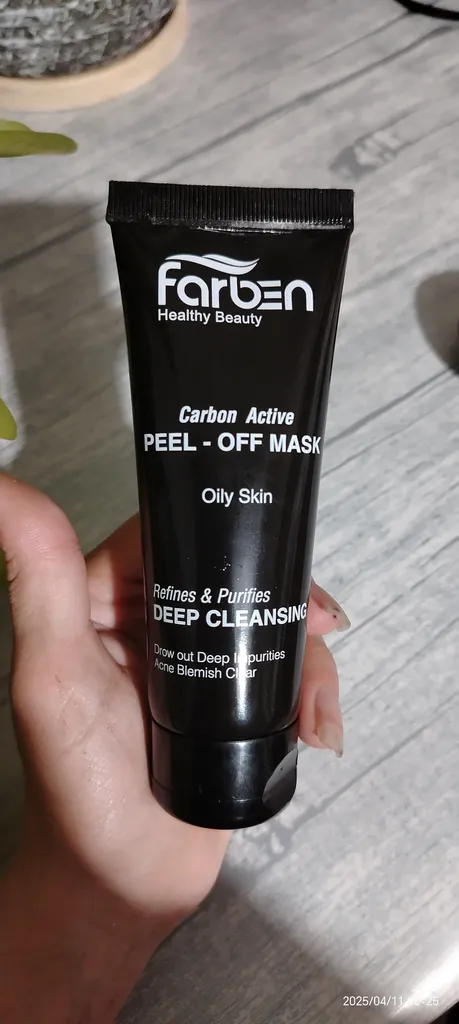 Farben
Healthy Beauty
Carbon Active
PEEL - OFF MASK
Oily Skin
Refines & Purifies
DEEP CLEANSING
Drow out Deep Impurities
Acne Blemish Clear